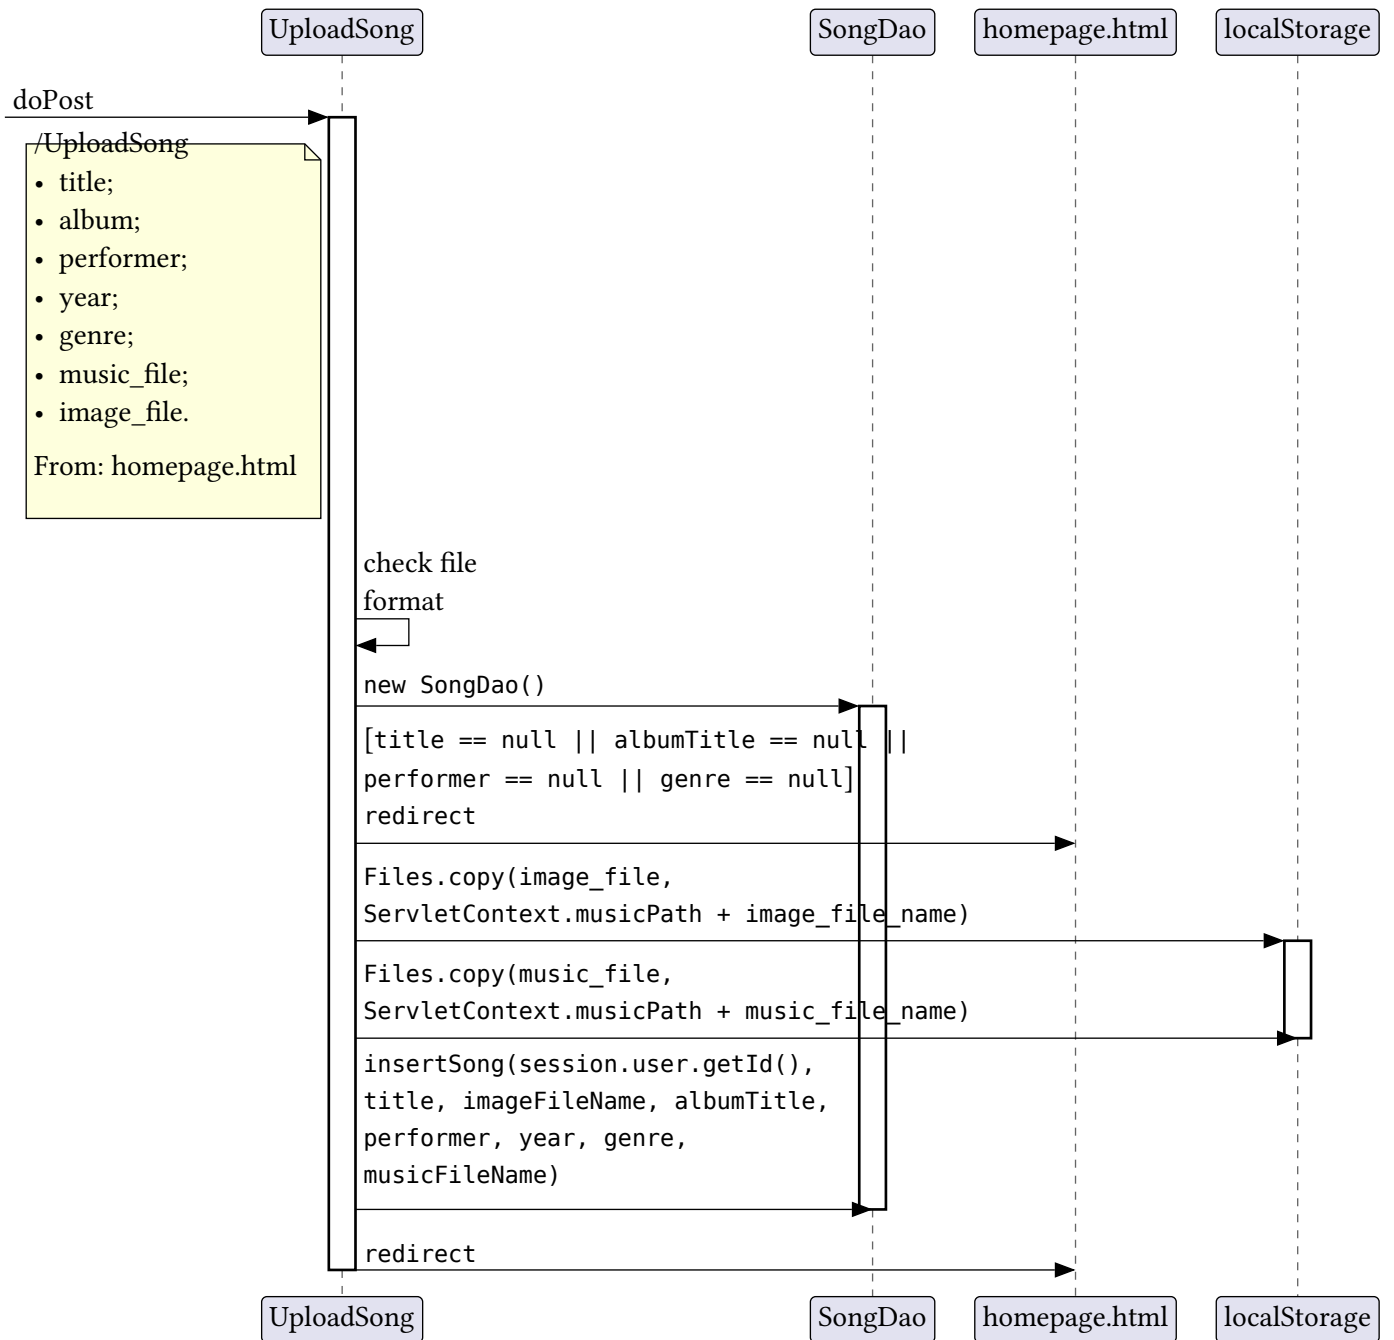 UploadSong
SongDao
homepage.html
localStorage
doPost
/UploadSong
• title;
• album;
• performer;
• year;
• genre;
• music_file;
• image_file.
From: homepage.html
check file
format
new SongDao()
[title == null || albumTitle == null ||
performer == null || genre == null]
redirect
Files.copy(image_file,
ServletContext.musicPath + image_file_name)
Files.copy(music_file,
ServletContext.musicPath + music_file_name)
insertSong(session.user.getId(),
title, imageFileName, albumTitle,
performer, year, genre,
musicFileName)
redirect
UploadSong
SongDao
homepage.html
localStorage